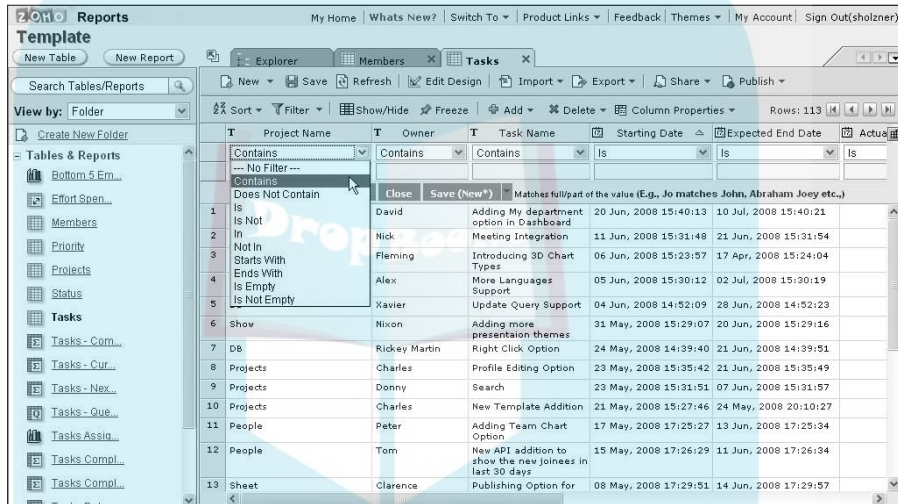 ZOHO Reports
My Home | Whats New? | Switch To | Product Links | Feedback | Themes | My Account | Sign Out(sholzner)
Template
New Table New Report
Explorer Members Tasks
Search Tables/Reports
New Save Refresh Edit Design Import Export Share Publish
View by: Folder
Sort Filter Show/Hide Freeze Add Delete Column Properties Rows: 113
Create New Folder
Tables & Reports
Bottom 5 Em...
Effort Spen...
Members
Priority
Projects
Status
Tasks
Tasks - Com...
Tasks - Cur...
Tasks - Nex...
Tasks - Que...
Tasks Assig...
Tasks Compl...
Tasks Compl...
T Project Name T Owner T Task Name Starting Date Expected End Date Actua
Contains Contains Contains Is Is Is
--- No Filter ---
Contains
Does Not Contain
Is
Is Not
In
Not In
Starts With
Ends With
Is Empty
Is Not Empty
Close Save (New*) Matches full/part of the value (E.g., Jo matches John, Abraham Joey etc.,)
1 David Adding My department option in Dashboard 20 Jun, 2008 15:40:13 10 Jul, 2008 15:40:21
2 Nick Meeting Integration 11 Jun, 2008 15:31:48 21 Jun, 2008 15:31:54
3 Fleming Introducing 3D Chart Types 06 Jun, 2008 15:23:57 17 Apr, 2008 15:24:04
4 Alex More Languages Support 05 Jun, 2008 15:30:12 02 Jul, 2008 15:30:19
5 Xavier Update Query Support 04 Jun, 2008 14:52:09 28 Jun, 2008 14:52:23
6 Show Nixon Adding more presentaion themes 31 May, 2008 15:29:07 20 Jun, 2008 15:29:16
7 DB Rickey Martin Right Click Option 24 May, 2008 14:39:40 21 Jun, 2008 14:39:51
8 Projects Charles Profile Editing Option 23 May, 2008 15:35:42 21 Jun, 2008 15:35:49
9 Projects Donny Search 23 May, 2008 15:31:51 07 Jun, 2008 15:31:57
10 Projects Charles New Template Addition 21 May, 2008 15:27:46 24 May, 2008 20:10:27
11 People Peter Adding Team Chart Option 17 May, 2008 17:25:27 13 Jun, 2008 17:25:34
12 People Tom New API addition to show the new joinees in last 30 days 15 May, 2008 17:26:29 11 Jun, 2008 17:26:34
13 Sheet Clarence Publishing Option for 08 May, 2008 17:29:51 14 Jun, 2008 17:29:57